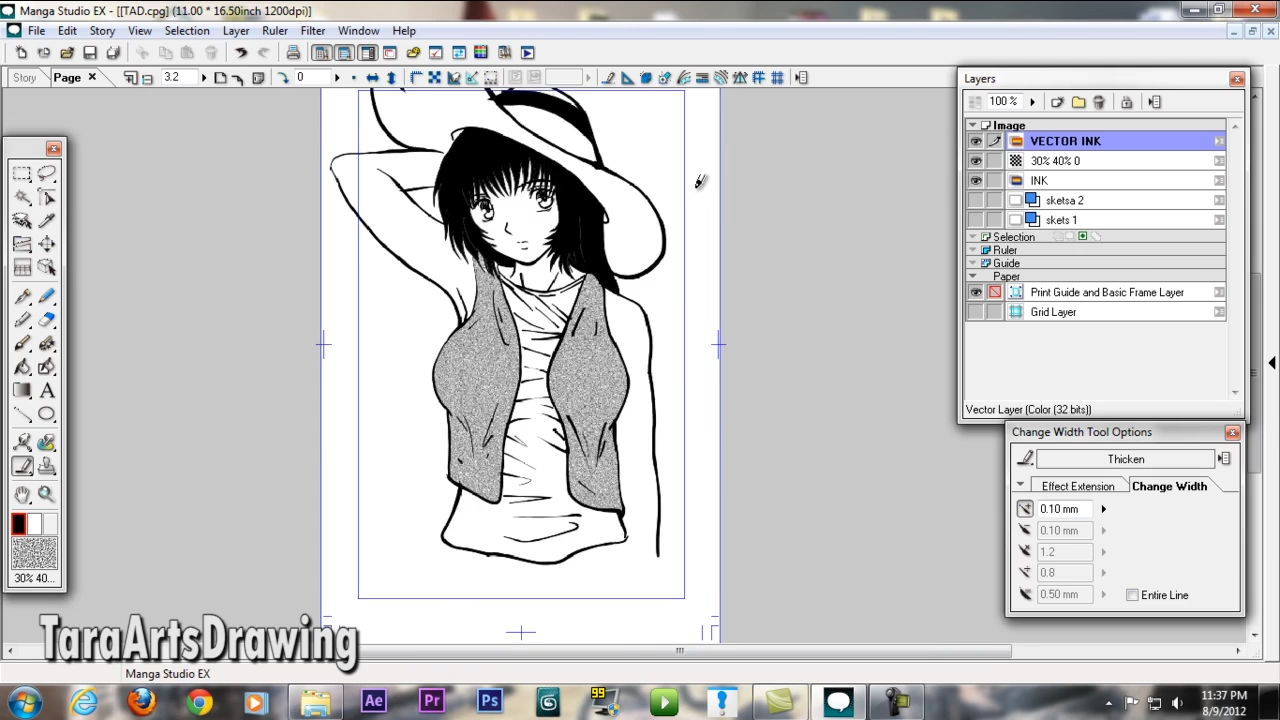 Manga Studio EX - [[TAD.cpg] (11.00 * 16.50inch 1200dpi)]
File Edit Story View Selection Layer Ruler Filter Window Help
Story Page 3.2 0
Layers
100 %
Image
VECTOR INK
30% 40% 0
INK
sketsa 2
skets 1
Selection
Ruler
Guide
Paper
Print Guide and Basic Frame Layer
Grid Layer
Vector Layer (Color (32 bits))
Change Width Tool Options
Thicken
Effect Extension Change Width
0.10 mm
0.10 mm
1.2
0.8
0.50 mm Entire Line
A
30% 40...
TaraArtsDrawing
Manga Studio EX
Ae Pr Ps 99
11:37 PM
8/9/2012